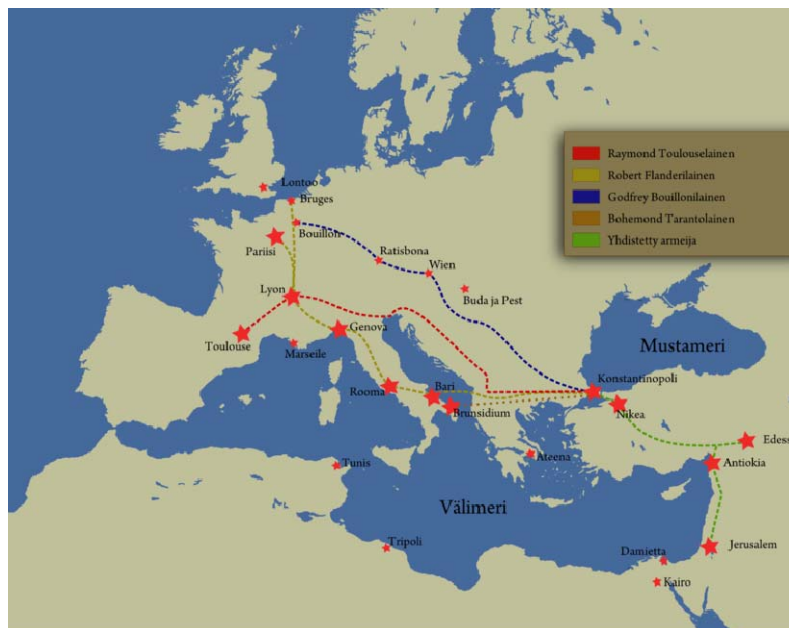 Raymond Toulouselainen
Robert Flanderilainen
Godfrey Bouillonilainen
Bohemond Tarantolainen
Yhdistetty armeija
Lontoo
Bruges
Bouillon
Pariisi
Ratisbona
Wien
Buda ja Pest
Lyon
Genova
Toulouse
Marseile
Mustameri
Konstantinopoli
Rooma
Bari
Brunsidium
Nikea
Edess
Ateena
Antiokia
Tunis
Välimeri
Tripoli
Damietta
Jerusalem
Kairo